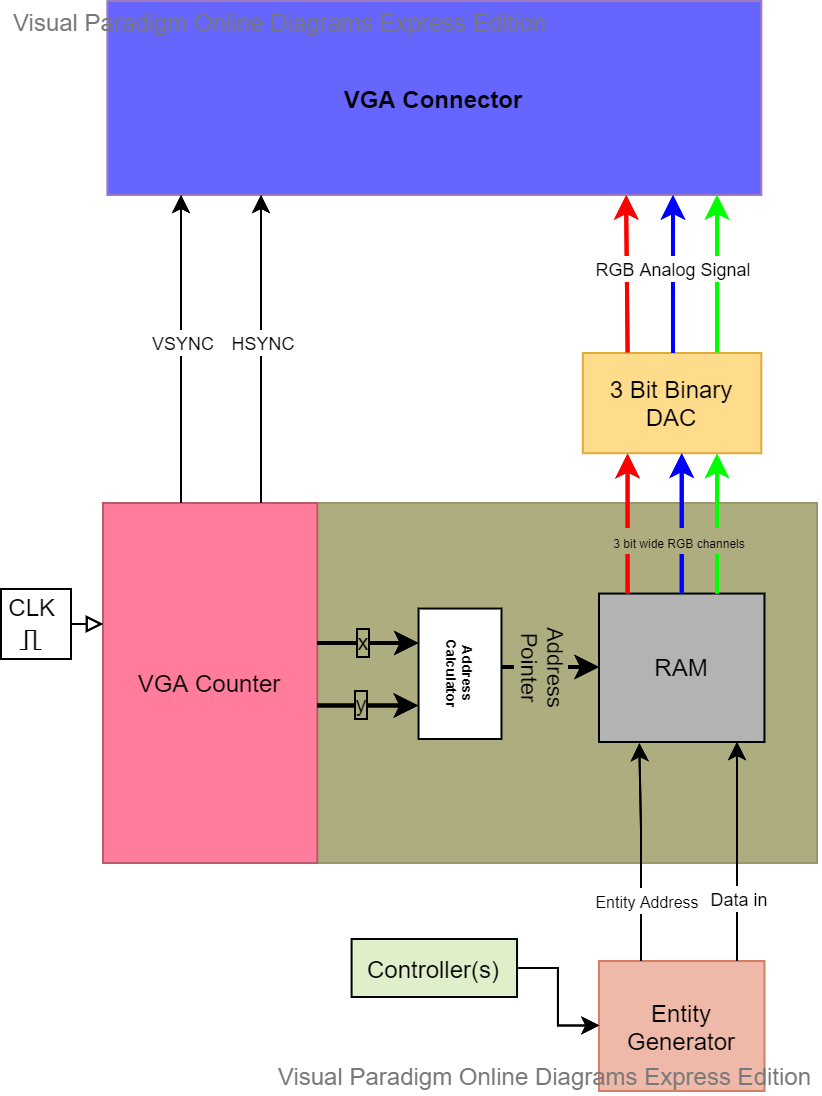 Visual Paradigm Online Diagrams Express Edition
VGA Connector
RGB Analog Signal
VSYNC
HSYNC
3 Bit Binary
DAC
3 bit wide RGB channels
CLK
VGA Counter
x
y
Address
Calculator
Address
Pointer
RAM
Entity Address
Data in
Controller(s)
Entity
Generator
Visual Paradigm Online Diagrams Express Edition